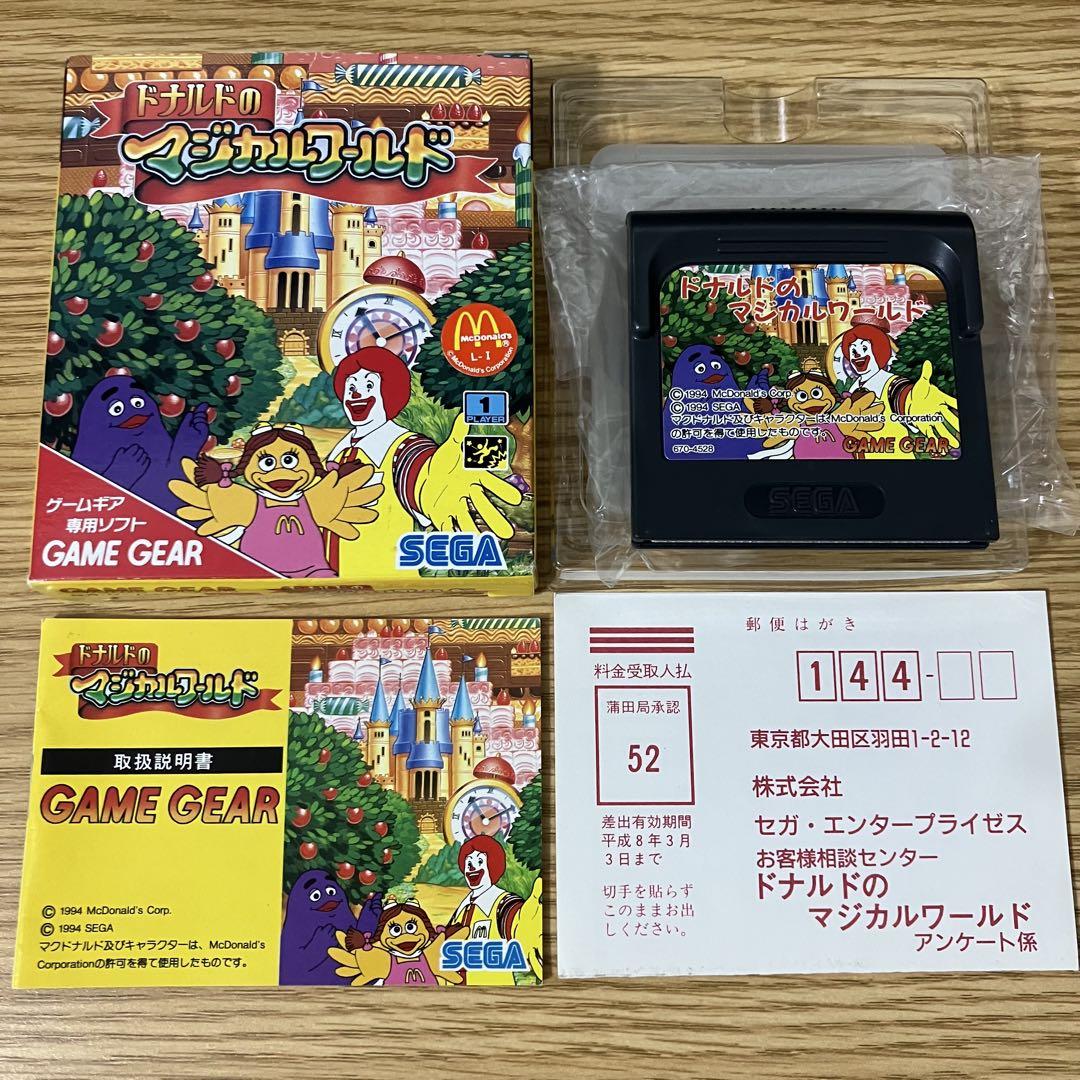 ドナルドの
マジカルワールド
McDonald's
L-I
© McDonald's Corporation
1
PLAYER
ゲームギア
専用ソフト
GAME GEAR
SEGA
GAME GEAR
ドナルドの
マジカルワールド
© 1994 McDonald's Corp.
© 1994 SEGA
マクドナルド及びキャラクターは、McDonald's Corporation
の許可を得て使用したものです。
670-4528
GAME GEAR
SEGA
ドナルドの
マジカルワールド
取扱説明書
GAME GEAR
© 1994 McDonald's Corp.
© 1994 SEGA
マクドナルド及びキャラクターは、McDonald's
Corporationの許可を得て使用したものです。
SEGA
郵便はがき
料金受取人払
蒲田局承認
52
差出有効期間
平成8年3月
3日まで
切手を貼らず
このままお出
しください。
144-
東京都大田区羽田1-2-12
株式会社
セガ・エンタープライゼス
お客様相談センター
ドナルドの
マジカルワールド
アンケート係